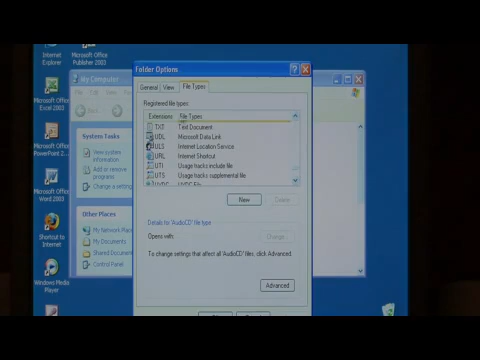 Internet
Explorer
Microsoft Office
Publisher 2003
Microsoft Office
Excel 2003
Microsoft Office
PowerPoint 2...
Microsoft Office
Word 2003
Shortcut to
Internet
Windows Media
Player
My Computer
File
Back
System Tasks
View system
information
Add or remove
programs
Change a setting
Other Places
My Network Places
My Documents
Shared Documents
Control Panel
Folder Options
General
View
File Types
Registered file types:
Extensions File Types
TXT Text Document
UDL Microsoft Data Link
ULS Internet Location Service
URL Internet Shortcut
UTI Usage tracks include file
UTS Usage tracks supplemental file
New
Delete
Details for 'AudioCD' file type
Opens with:
Change...
To change settings that affect all 'AudioCD' files, click Advanced.
Advanced